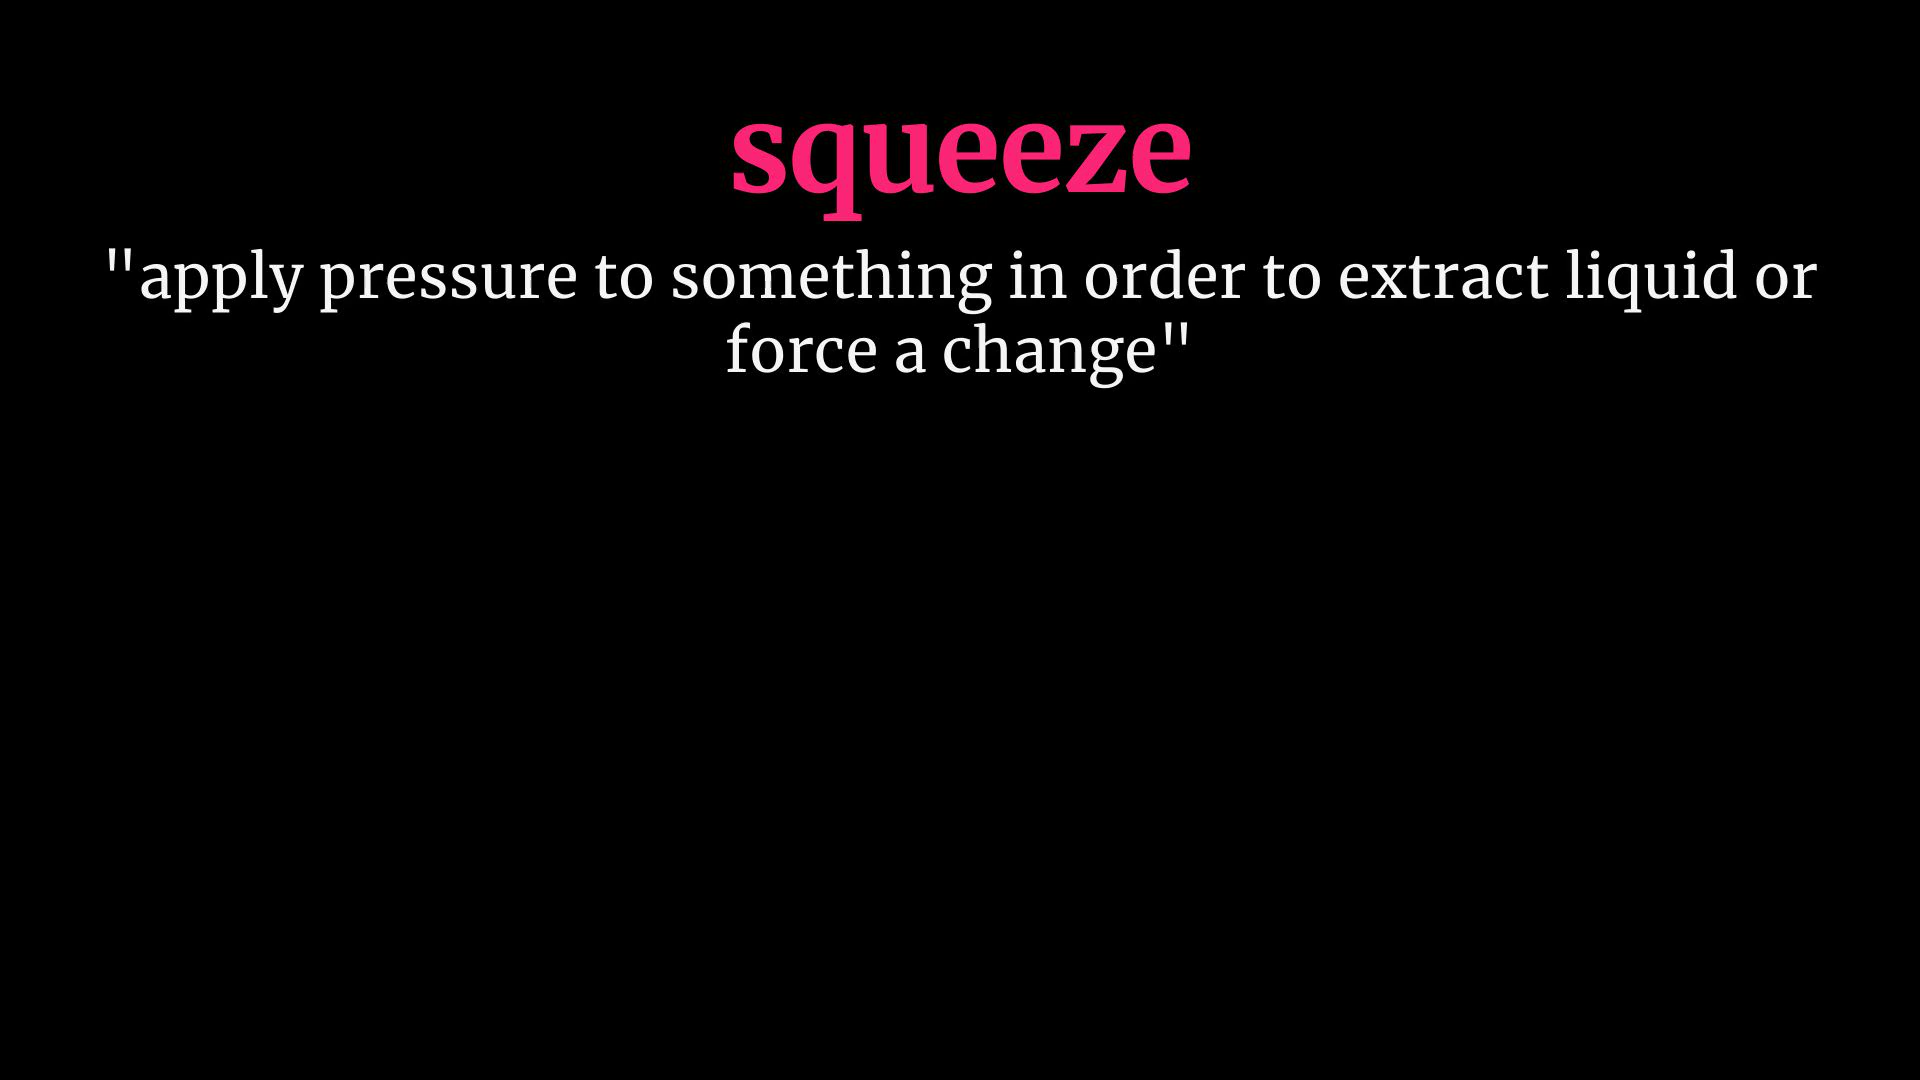 squeeze
"apply pressure to something in order to extract liquid or
force a change"